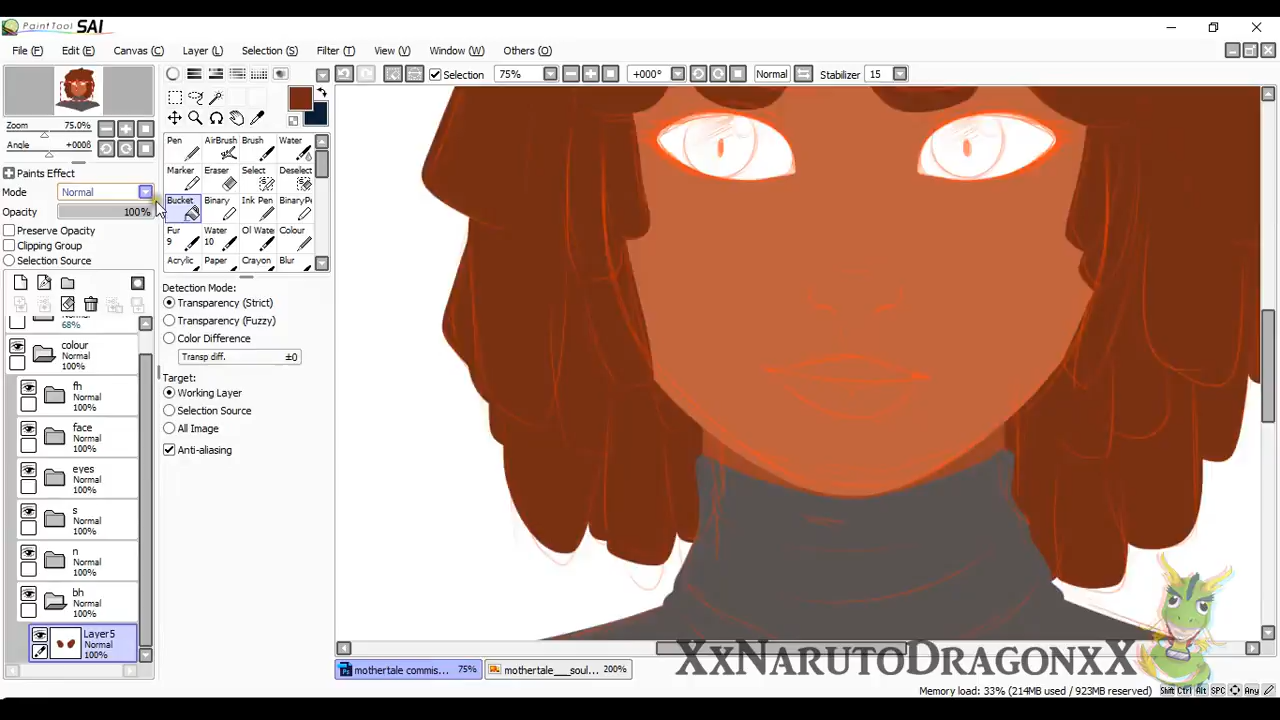 PaintTool SAI
File (F) Edit (E) Canvas (C) Layer (L) Selection (S) Filter (T) View (V) Window (W) Others (O)
Selection 75% +000° Normal Stabilizer 15
Zoom 75.0%
Angle +000ß
Paints Effect
Mode Normal
Opacity 100%
Preserve Opacity
Clipping Group
Selection Source
Pen AirBrush Brush Water
Marker Eraser Select Deselect
Bucket Binary Ink Pen BinaryPe
Fur Water Ol Wate Colour
9 10
Acrylic Paper Crayon Blur
Detection Mode:
Transparency (Strict)
Transparency (Fuzzy)
Color Difference
Transp diff. ±0
Target:
Working Layer
Selection Source
All Image
Anti-aliasing
68%
colour
Normal
100%
fh
Normal
100%
face
Normal
100%
eyes
Normal
100%
s
Normal
100%
n
Normal
100%
bh
Normal
100%
Layer5
Normal
100%
XxNarutoDragonxX
mothertale commis... 75% mothertale___soul... 200%
Memory load: 33% (214MB used / 923MB reserved) Shift Ctrl Alt SPC Any